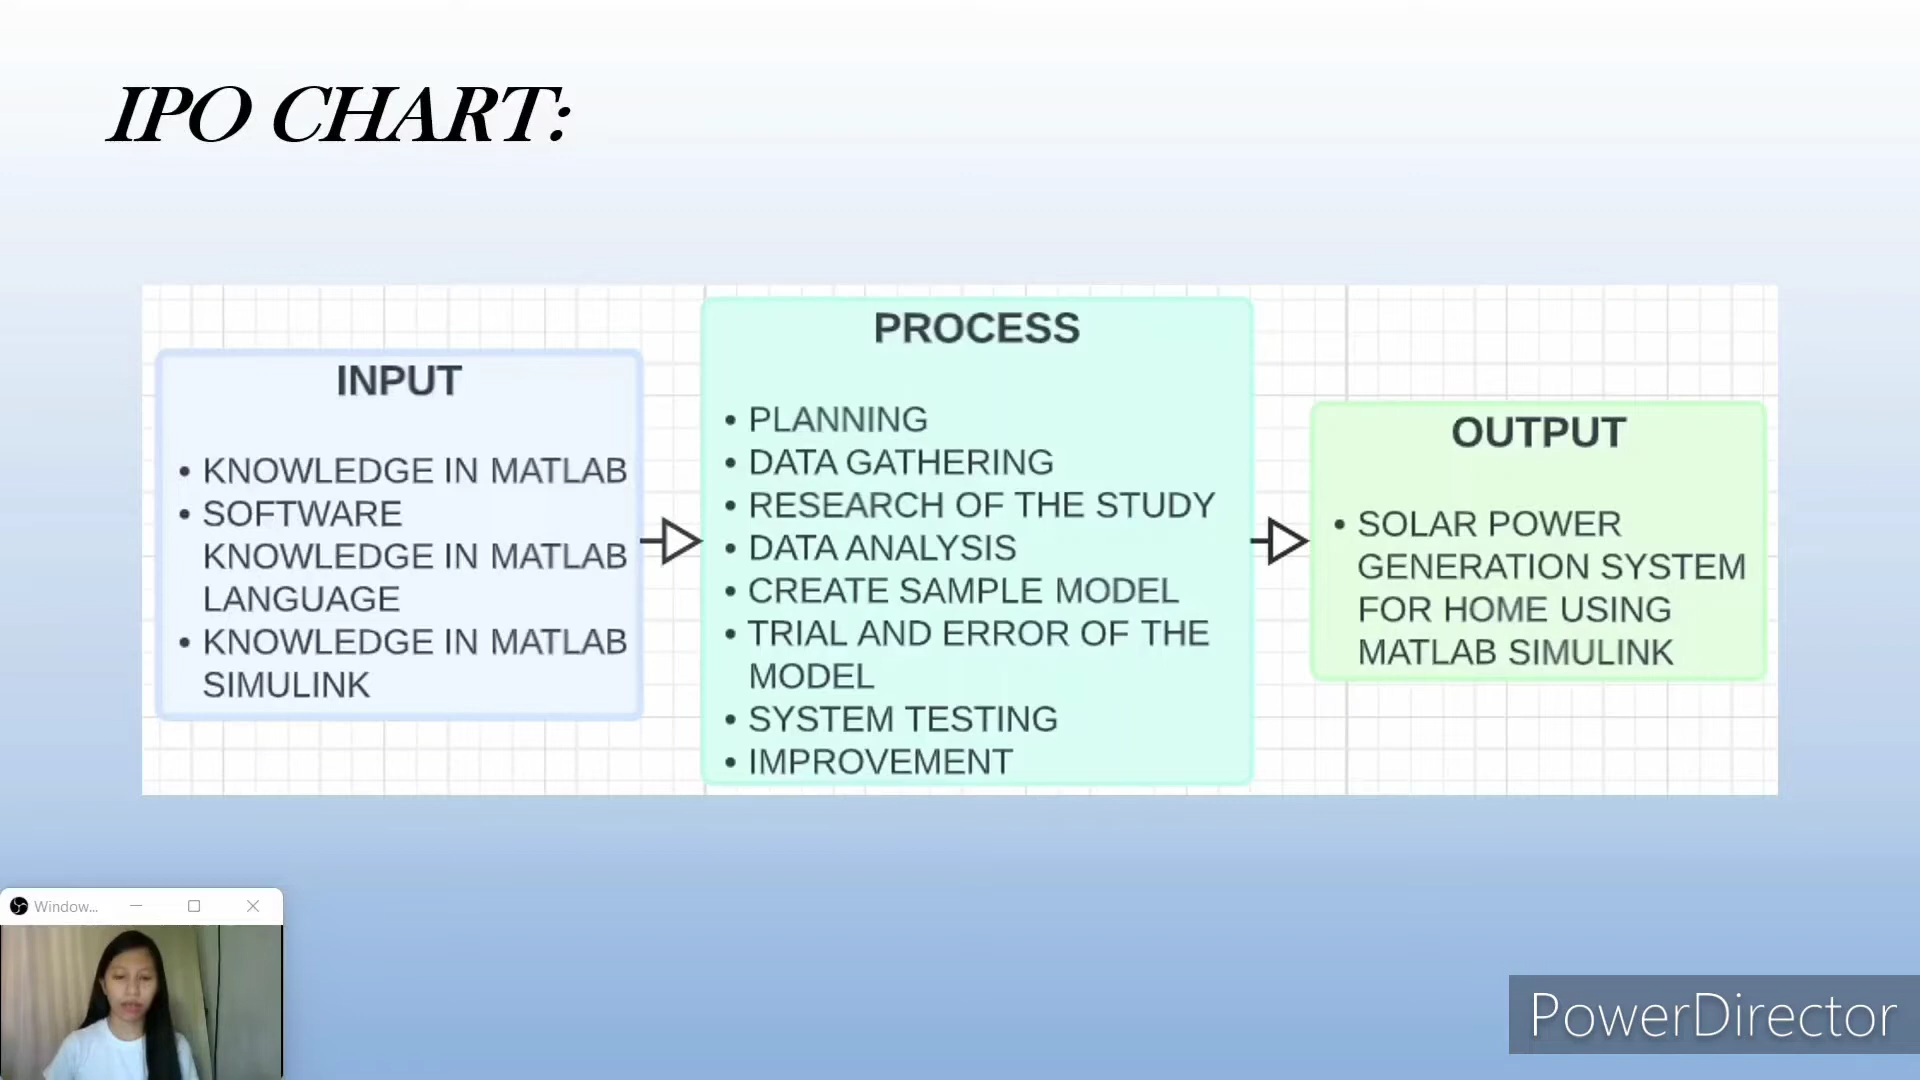 IPO CHART:
INPUT
• KNOWLEDGE IN MATLAB
• SOFTWARE
KNOWLEDGE IN MATLAB
LANGUAGE
• KNOWLEDGE IN MATLAB
SIMULINK
PROCESS
• PLANNING
• DATA GATHERING
• RESEARCH OF THE STUDY
• DATA ANALYSIS
• CREATE SAMPLE MODEL
• TRIAL AND ERROR OF THE
MODEL
• SYSTEM TESTING
• IMPROVEMENT
OUTPUT
• SOLAR POWER
GENERATION SYSTEM
FOR HOME USING
MATLAB SIMULINK
Window...
PowerDirector